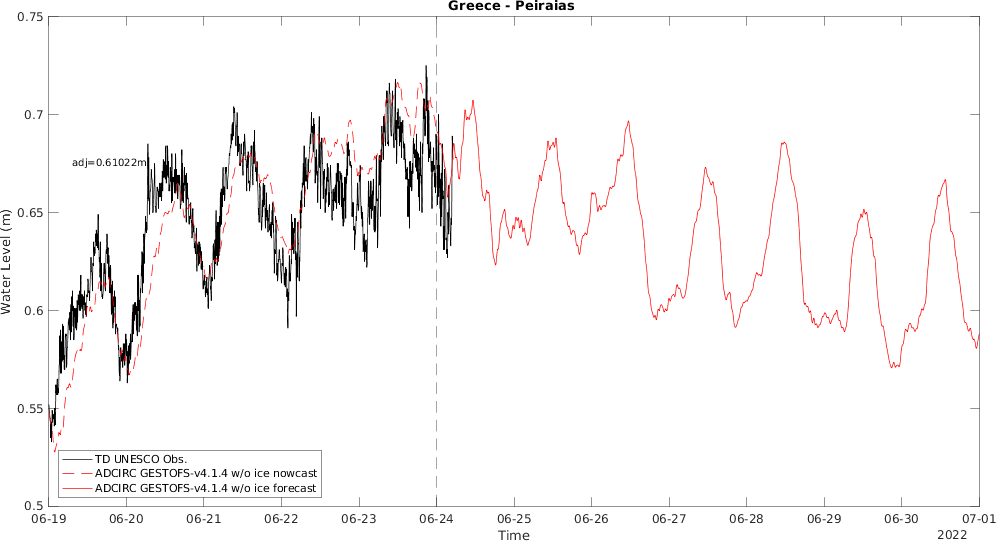 Greece - Peiraias
0.75
0.7
0.65
0.6
0.55
0.5
Water Level (m)
adj=0.61022m
TD UNESCO Obs.
ADCIRC GESTOFS-v4.1.4 w/o ice nowcast
ADCIRC GESTOFS-v4.1.4 w/o ice forecast
06-19 06-20 06-21 06-22 06-23 06-24 06-25 06-26 06-27 06-28 06-29 06-30 07-01
Time
2022